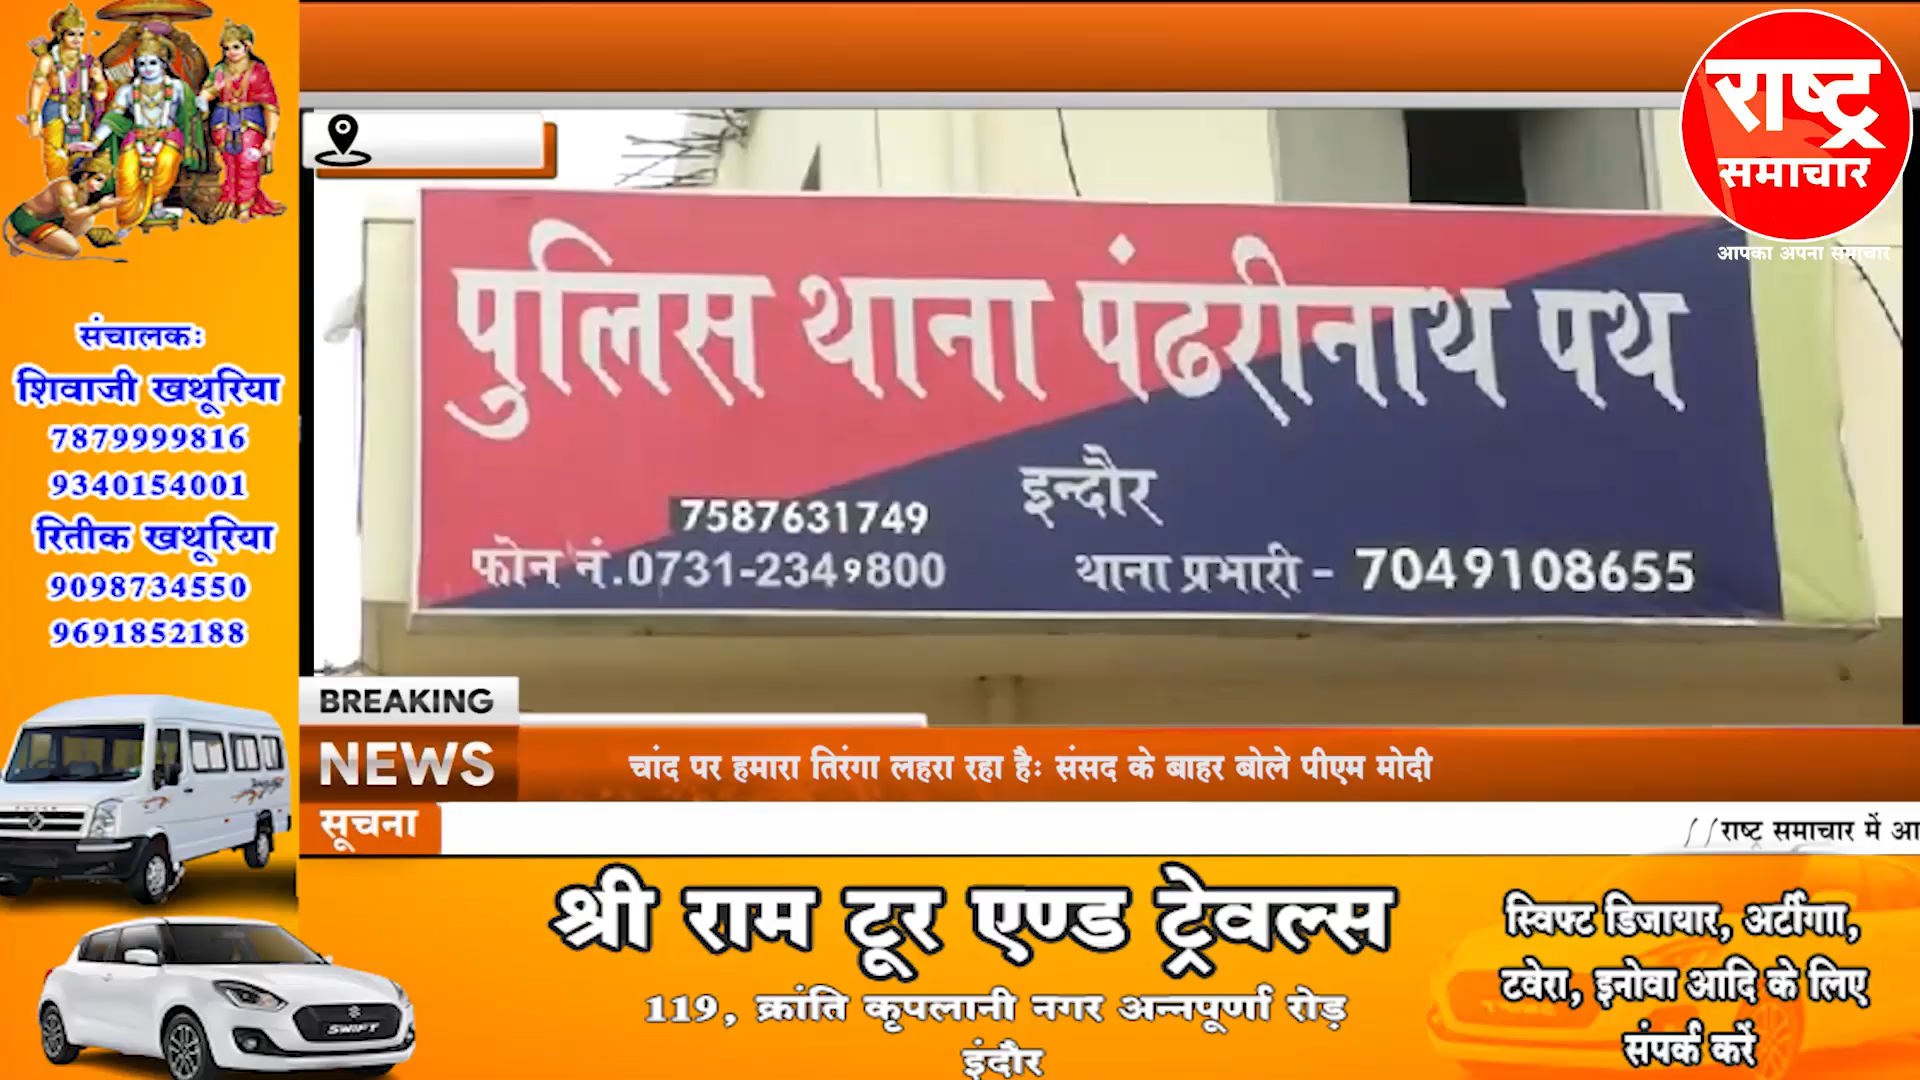 राष्ट्र
समाचार
आपका अपना समाचार
संचालकः
शिवाजी खथूरिया
7879999816
9340154001
रितीक खथूरिया
9098734550
9691852188
पुलिस थाना पंढरीनाथ पथ
इन्दौर
7587631749
फोन नं.0731-2349800
थाना प्रभारी - 7049108655
BREAKING
NEWS
चांद पर हमारा तिरंगा लहरा रहा हैः संसद के बाहर बोले पीएम मोदी
सूचना
//राष्ट्र समाचार में आ
श्री राम टूर एण्ड ट्रेवल्स
119, क्रांति कृपलानी नगर अन्नपूर्णा रोड़
इंदौर
स्विफ्ट डिजायार, अर्टीगाा,
टवेरा, इनोवा आदि के लिए
संपर्क करें
SWIFT